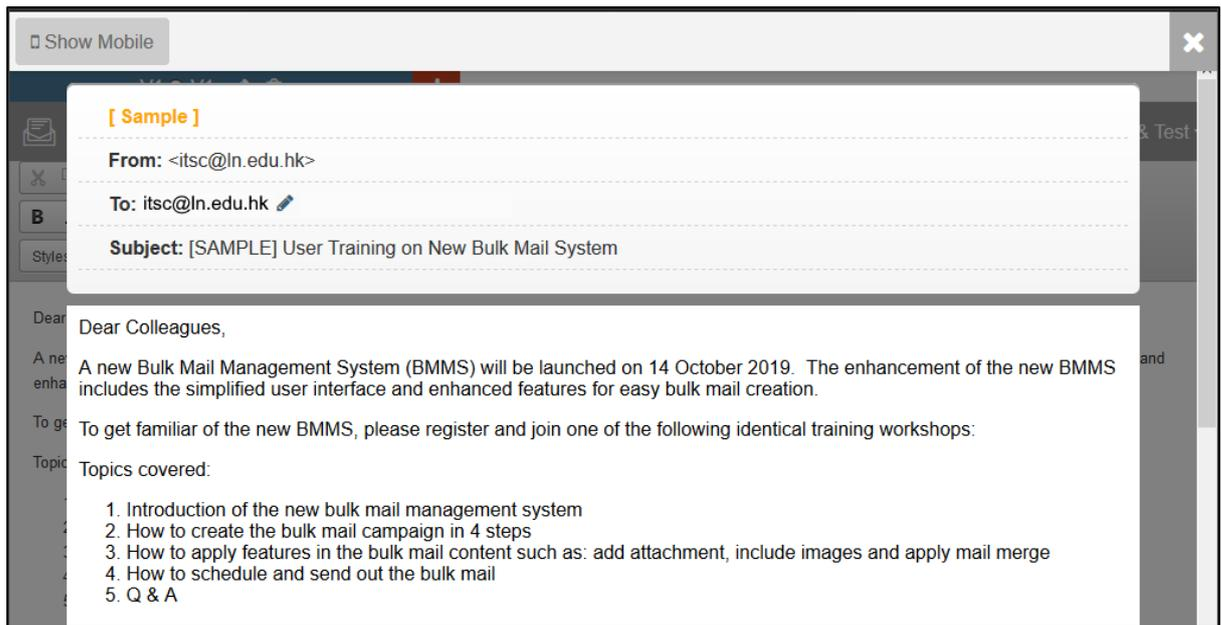 Show Mobile
& Test
[ Sample ]
From: <itsc@ln.edu.hk>
To: itsc@ln.edu.hk
Subject: [SAMPLE] User Training on New Bulk Mail System
B
Styles
Dear
Dear Colleagues,
A new Bulk Mail Management System (BMMS) will be launched on 14 October 2019.  The enhancement of the new BMMS
includes the simplified user interface and enhanced features for easy bulk mail creation.
and
To get familiar of the new BMMS, please register and join one of the following identical training workshops:
Topics covered:
1. Introduction of the new bulk mail management system
2. How to create the bulk mail campaign in 4 steps
3. How to apply features in the bulk mail content such as: add attachment, include images and apply mail merge
4. How to schedule and send out the bulk mail
5. Q & A